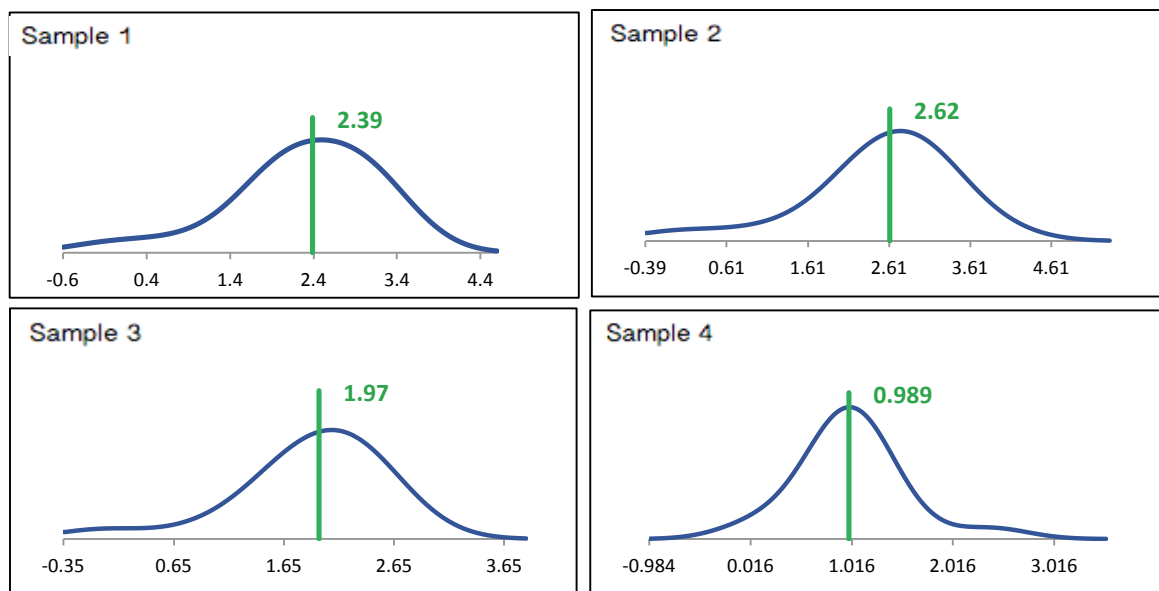 Sample 1
2.39
-0.6 0.4 1.4 2.4 3.4 4.4
Sample 2
2.62
-0.39 0.61 1.61 2.61 3.61 4.61
Sample 3
1.97
-0.35 0.65 1.65 2.65 3.65
Sample 4
0.989
-0.984 0.016 1.016 2.016 3.016